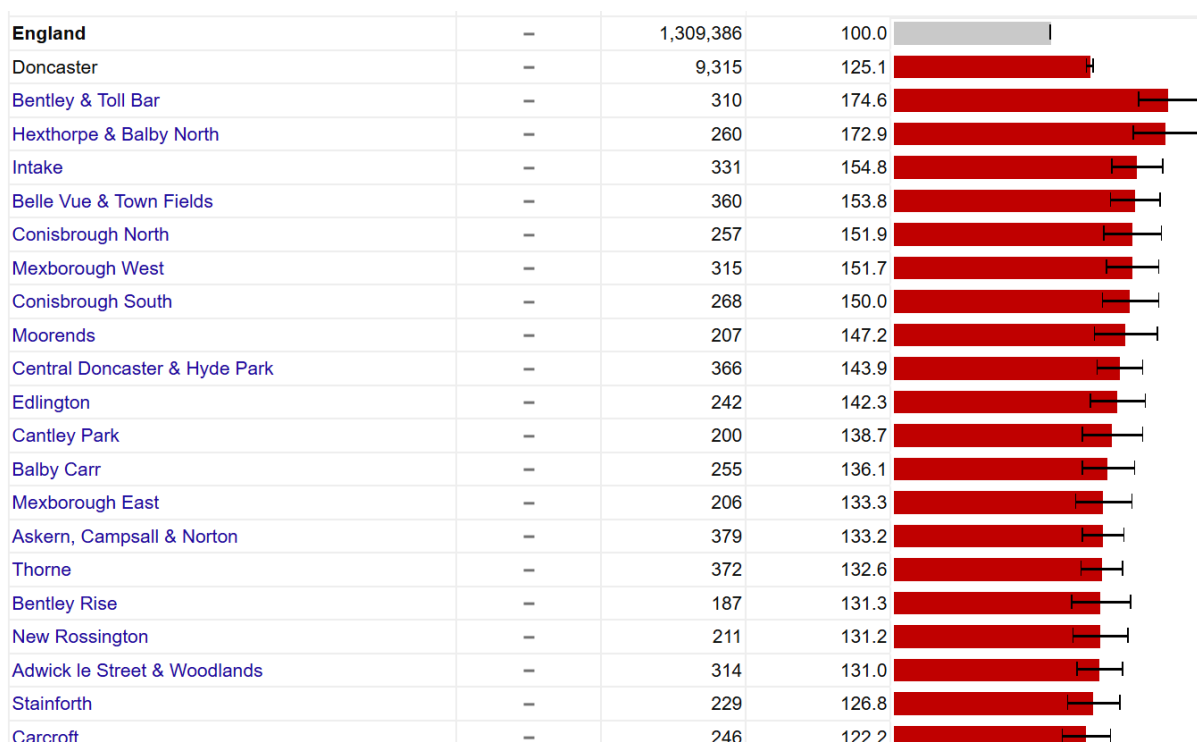 England – 1,309,386 100.0
Doncaster – 9,315 125.1
Bentley & Toll Bar – 310 174.6
Hexthorpe & Balby North – 260 172.9
Intake – 331 154.8
Belle Vue & Town Fields – 360 153.8
Conisbrough North – 257 151.9
Mexborough West – 315 151.7
Conisbrough South – 268 150.0
Moorends – 207 147.2
Central Doncaster & Hyde Park – 366 143.9
Edlington – 242 142.3
Cantley Park – 200 138.7
Balby Carr – 255 136.1
Mexborough East – 206 133.3
Askern, Campsall & Norton – 379 133.2
Thorne – 372 132.6
Bentley Rise – 187 131.3
New Rossington – 211 131.2
Adwick le Street & Woodlands – 314 131.0
Stainforth – 229 126.8
Carcroft – 246 122.2